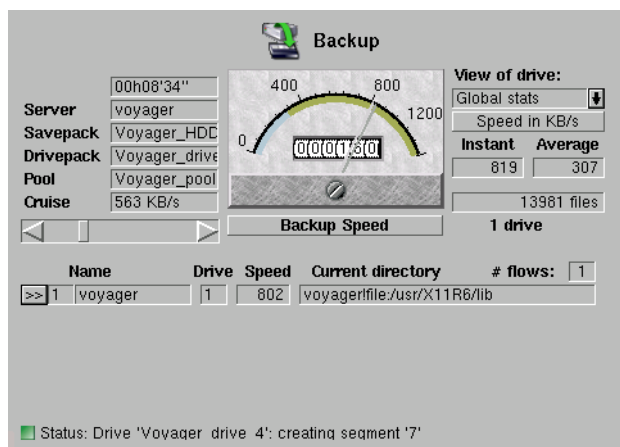 Backup
00h08'34"
Server voyager
Savepack Voyager_HDD
Drivepack Voyager_drive
Pool Voyager_pool
Cruise 563 KB/s
0 400 800 1200
Backup Speed
View of drive:
Global stats
Speed in KB/s
Instant Average
819 307
13981 files
1 drive
Name Drive Speed Current directory # flows: 1
>> 1 voyager 1 802 voyager!file:/usr/X11R6/lib
Status: Drive 'Voyager_drive_4': creating segment '7'